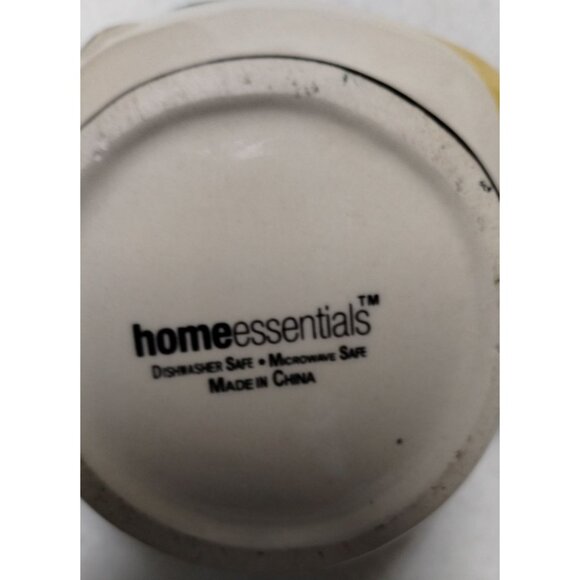 homeessentials™
DISHWASHER SAFE • MICROWAVE SAFE
MADE IN CHINA